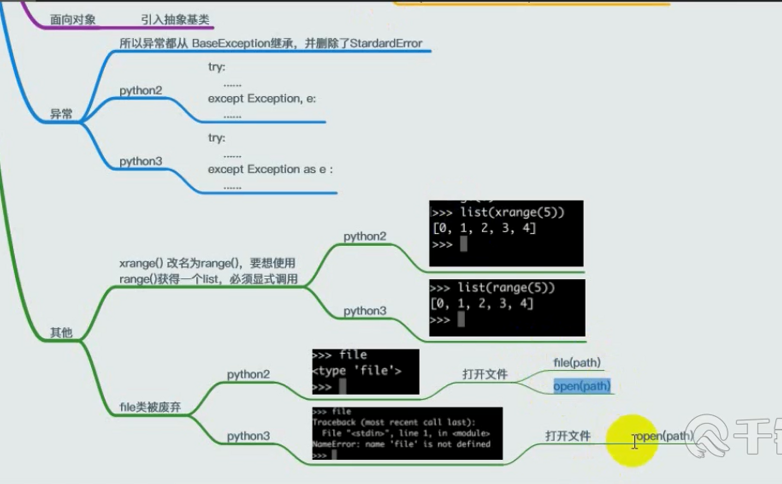 面向对象
引入抽象基类
所以异常都从 BaseException继承，并删除了StardardError
异常
python2
try:
......
except Exception, e:
......
python3
try:
......
except Exception as e :
......
其他
xrange() 改名为range()，要想使用
range()获得一个list，必须显式调用
python2
>>> list(xrange(5))
[0, 1, 2, 3, 4]
>>>
python3
>>> list(range(5))
[0, 1, 2, 3, 4]
>>>
file类被废弃
python2
>>> file
<type 'file'>
>>>
打开文件
file(path)
open(path)
python3
>>> file
Traceback (most recent call last):
File "<stdin>", line 1, in <module>
NameError: name 'file' is not defined
>>>
打开文件
open(path)
千